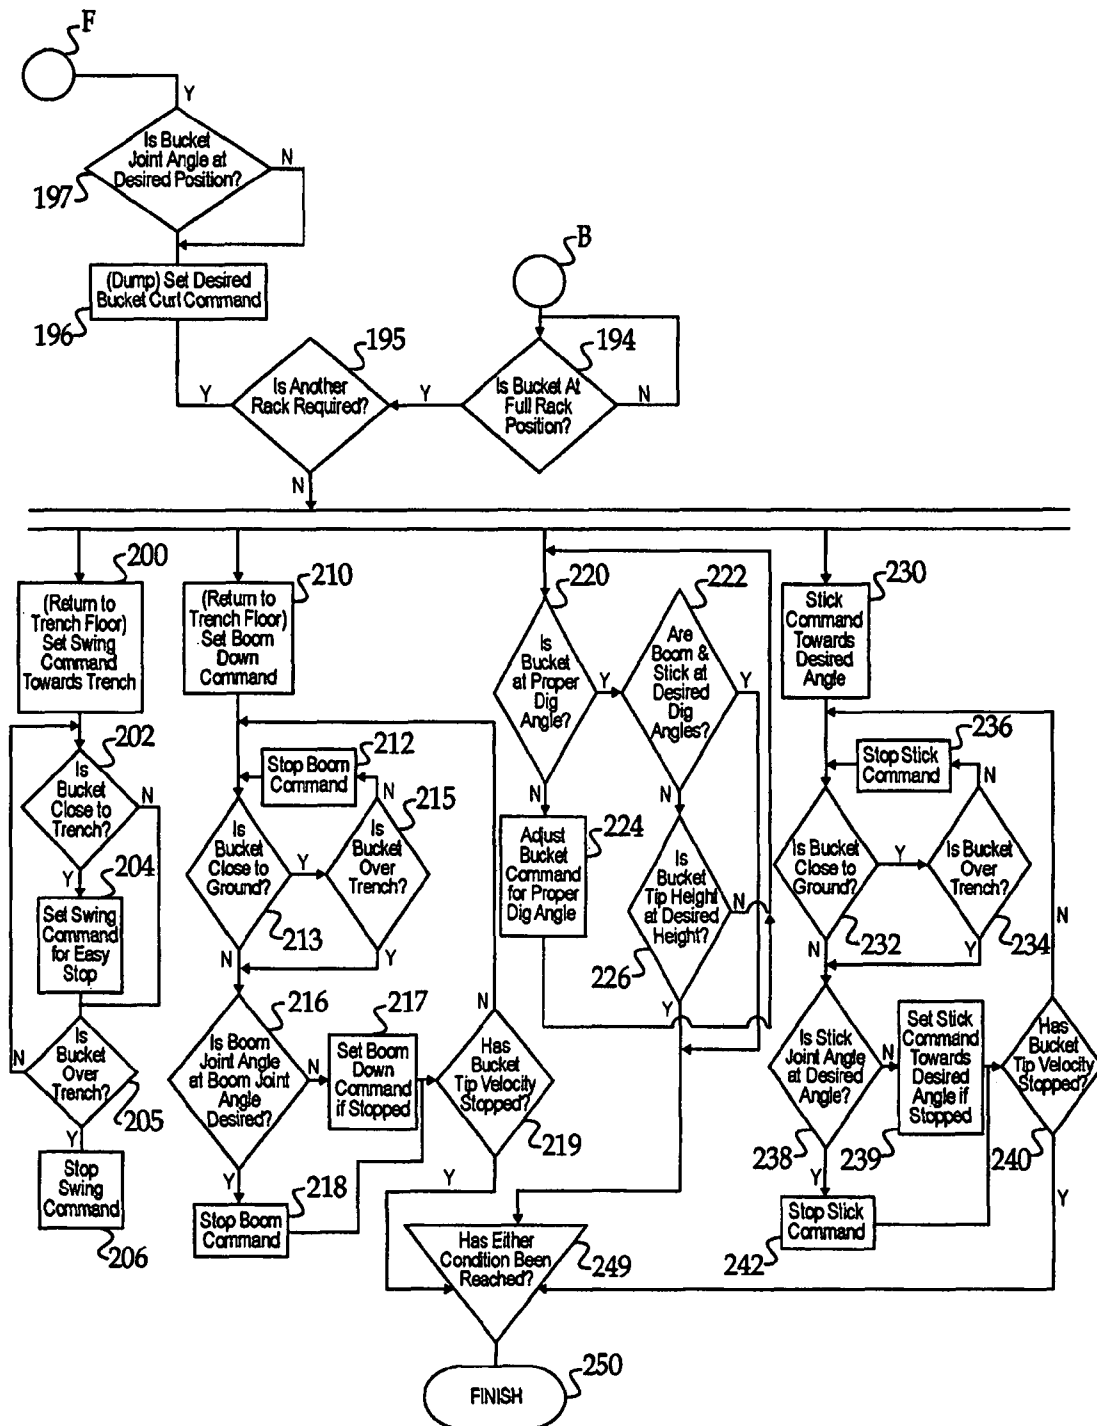 F
Y
Is Bucket
Joint Angle at
Desired Position?
N
197
(Dump) Set Desired
Bucket Curl Command
196
B
195
194
Y
Is Another
Rack Required?
Y
Is Bucket At
Full Rack
Position?
N
N
200
(Return to
Trench Floor)
Set Swing
Command
Towards Trench
202
Is
Bucket
Close to
Trench?
N
Y
204
Set Swing
Command
for Easy
Stop
Is
Bucket
Over
Trench?
N
205
Y
Stop
Swing
Command
206
210
(Return to
Trench Floor)
Set Boom
Down
Command
212
Stop Boom
Command
N
215
Is
Bucket
Close to
Ground?
Y
Is
Bucket
Over
Trench?
213
N
Y
216
Is Boom
Joint Angle
at Boom Joint
Angle
Desired?
N
217
Set Boom
Down
Command
if Stopped
N
Has
Bucket
Tip Velocity
Stopped?
219
Y
218
Stop Boom
Command
Y
220
Is
Bucket
at Proper
Dig
Angle?
Y
222
Are
Boom &
Stick at
Desired
Dig
Angles?
Y
N
N
224
Adjust
Bucket
Command
for Proper
Dig Angle
Is
Bucket
Tip Height
at Desired
Height?
N
226
Y
230
Stick
Command
Towards
Desired
Angle
236
Stop Stick
Command
N
Is Bucket
Close to
Ground?
Y
Is Bucket
Over
Trench?
232
234
N
Y
N
Is Stick
Joint Angle
at Desired
Angle?
N
Set Stick
Command
Towards
Desired
Angle if
Stopped
Has
Bucket
Tip Velocity
Stopped?
238
239
240
Y
Y
Stop Stick
Command
242
Has Either
Condition Been
Reached?
249
FINISH
250